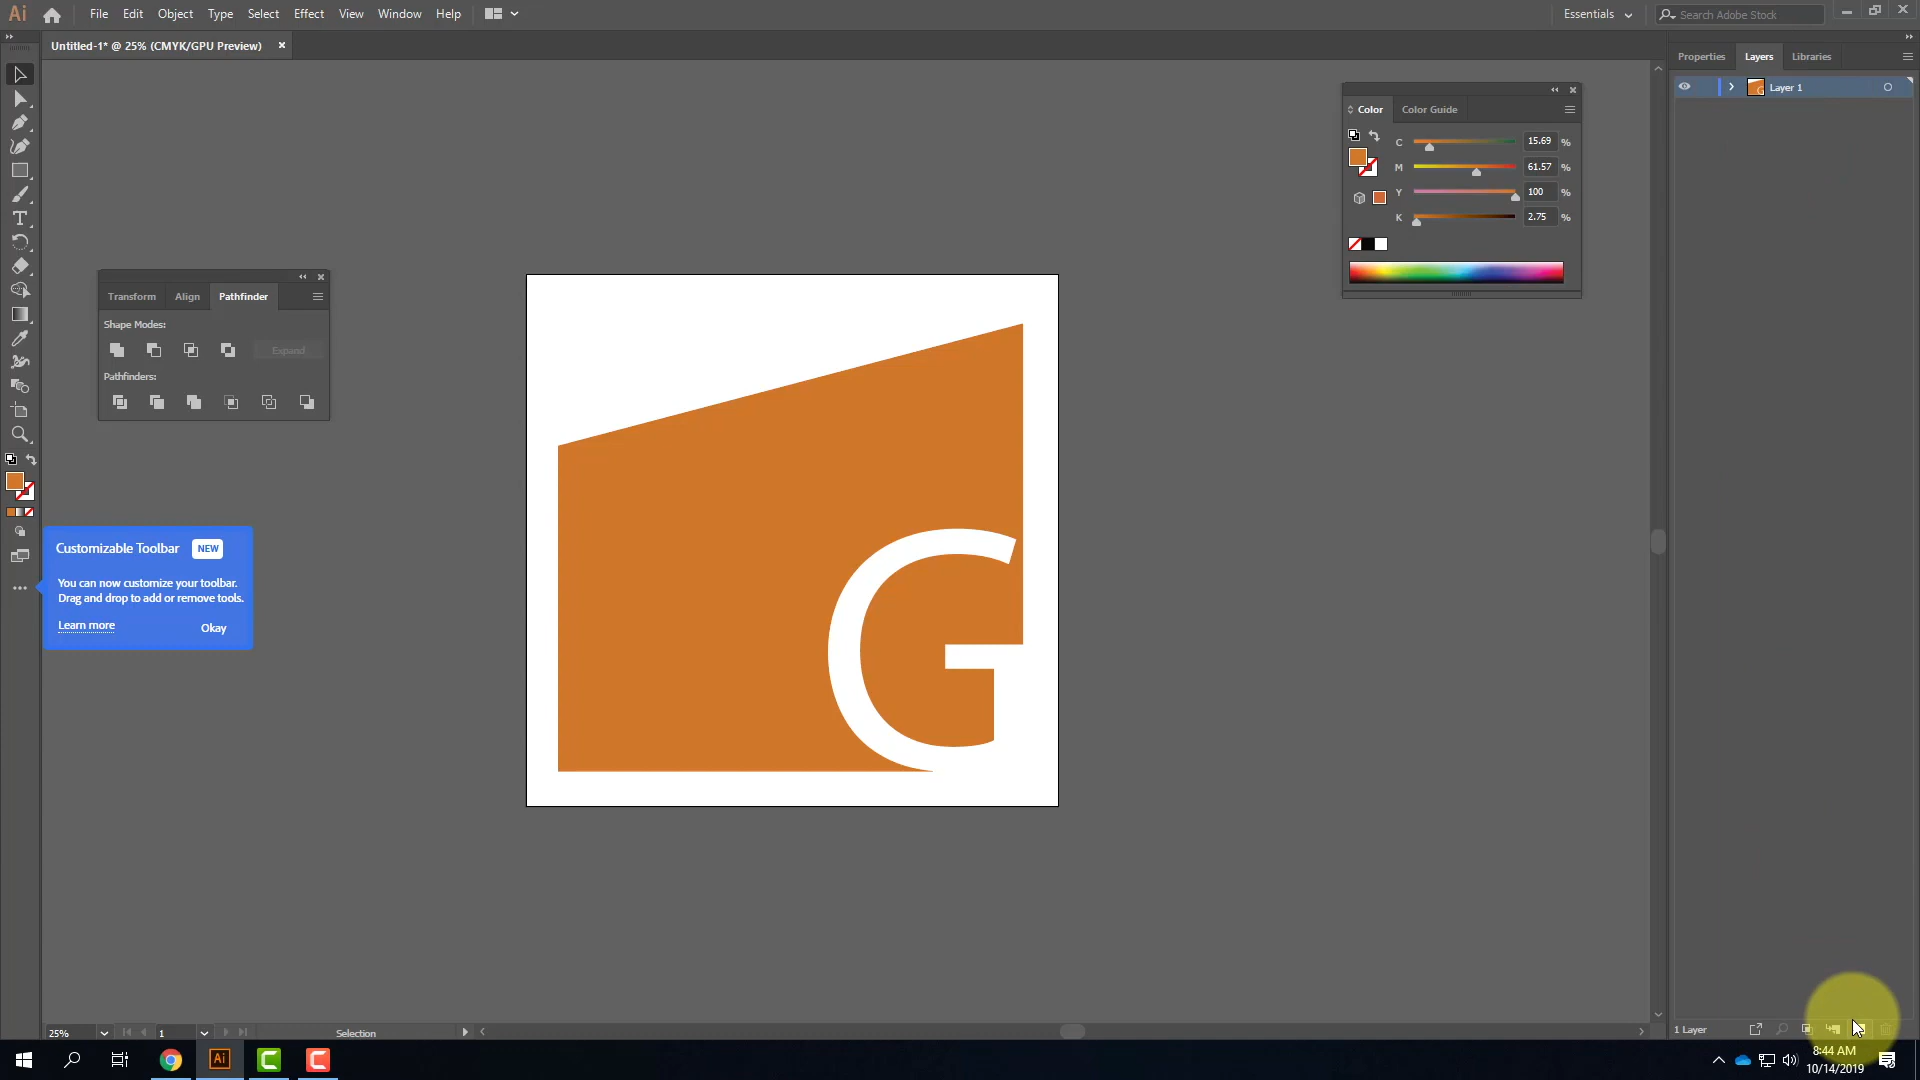 Ai
File Edit Object Type Select Effect View Window Help
Essentials
Search Adobe Stock
Untitled-1* @ 25% (CMYK/GPU Preview)
Properties Layers Libraries
Layer 1
Color Color Guide
C 15.69 %
M 61.57 %
Y 100 %
K 2.75 %
Transform Align Pathfinder
Shape Modes:
Expand
Pathfinders:
G
Customizable Toolbar NEW
You can now customize your toolbar.
Drag and drop to add or remove tools.
Learn more Okay
25% 1 Selection
1 Layer
Ai
8:44 AM
10/14/2019